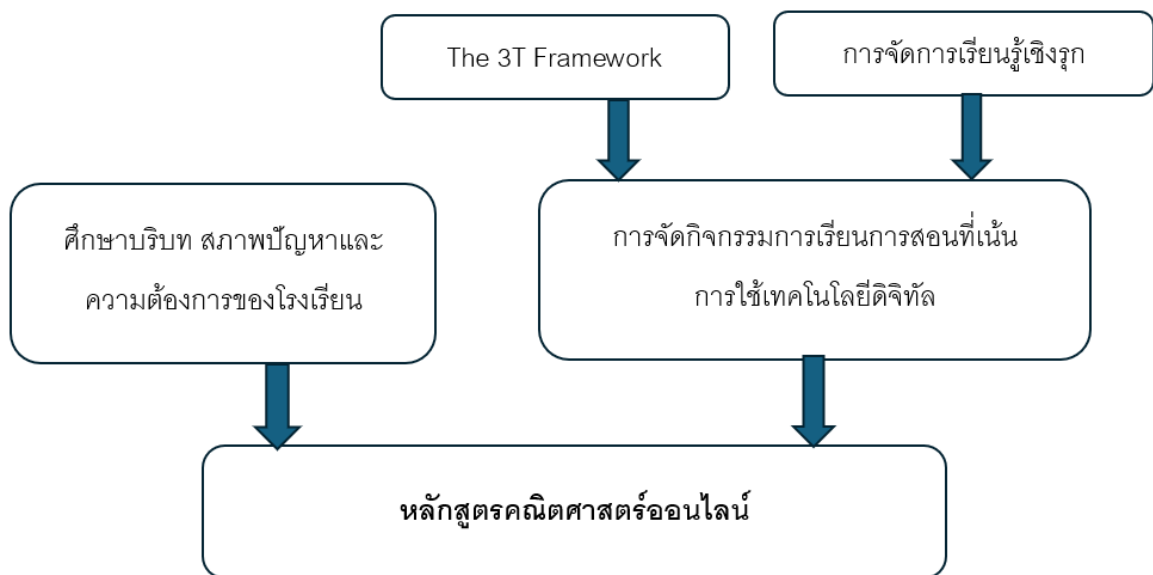 The 3T Framework
การจัดการเรียนรู้เชิงรุก
ศึกษาบริบท สภาพปัญหาและ
ความต้องการของโรงเรียน
การจัดกิจกรรมการเรียนการสอนที่เน้น
การใช้เทคโนโลยีดิจิทัล
หลักสูตรคณิตศาสตร์ออนไลน์